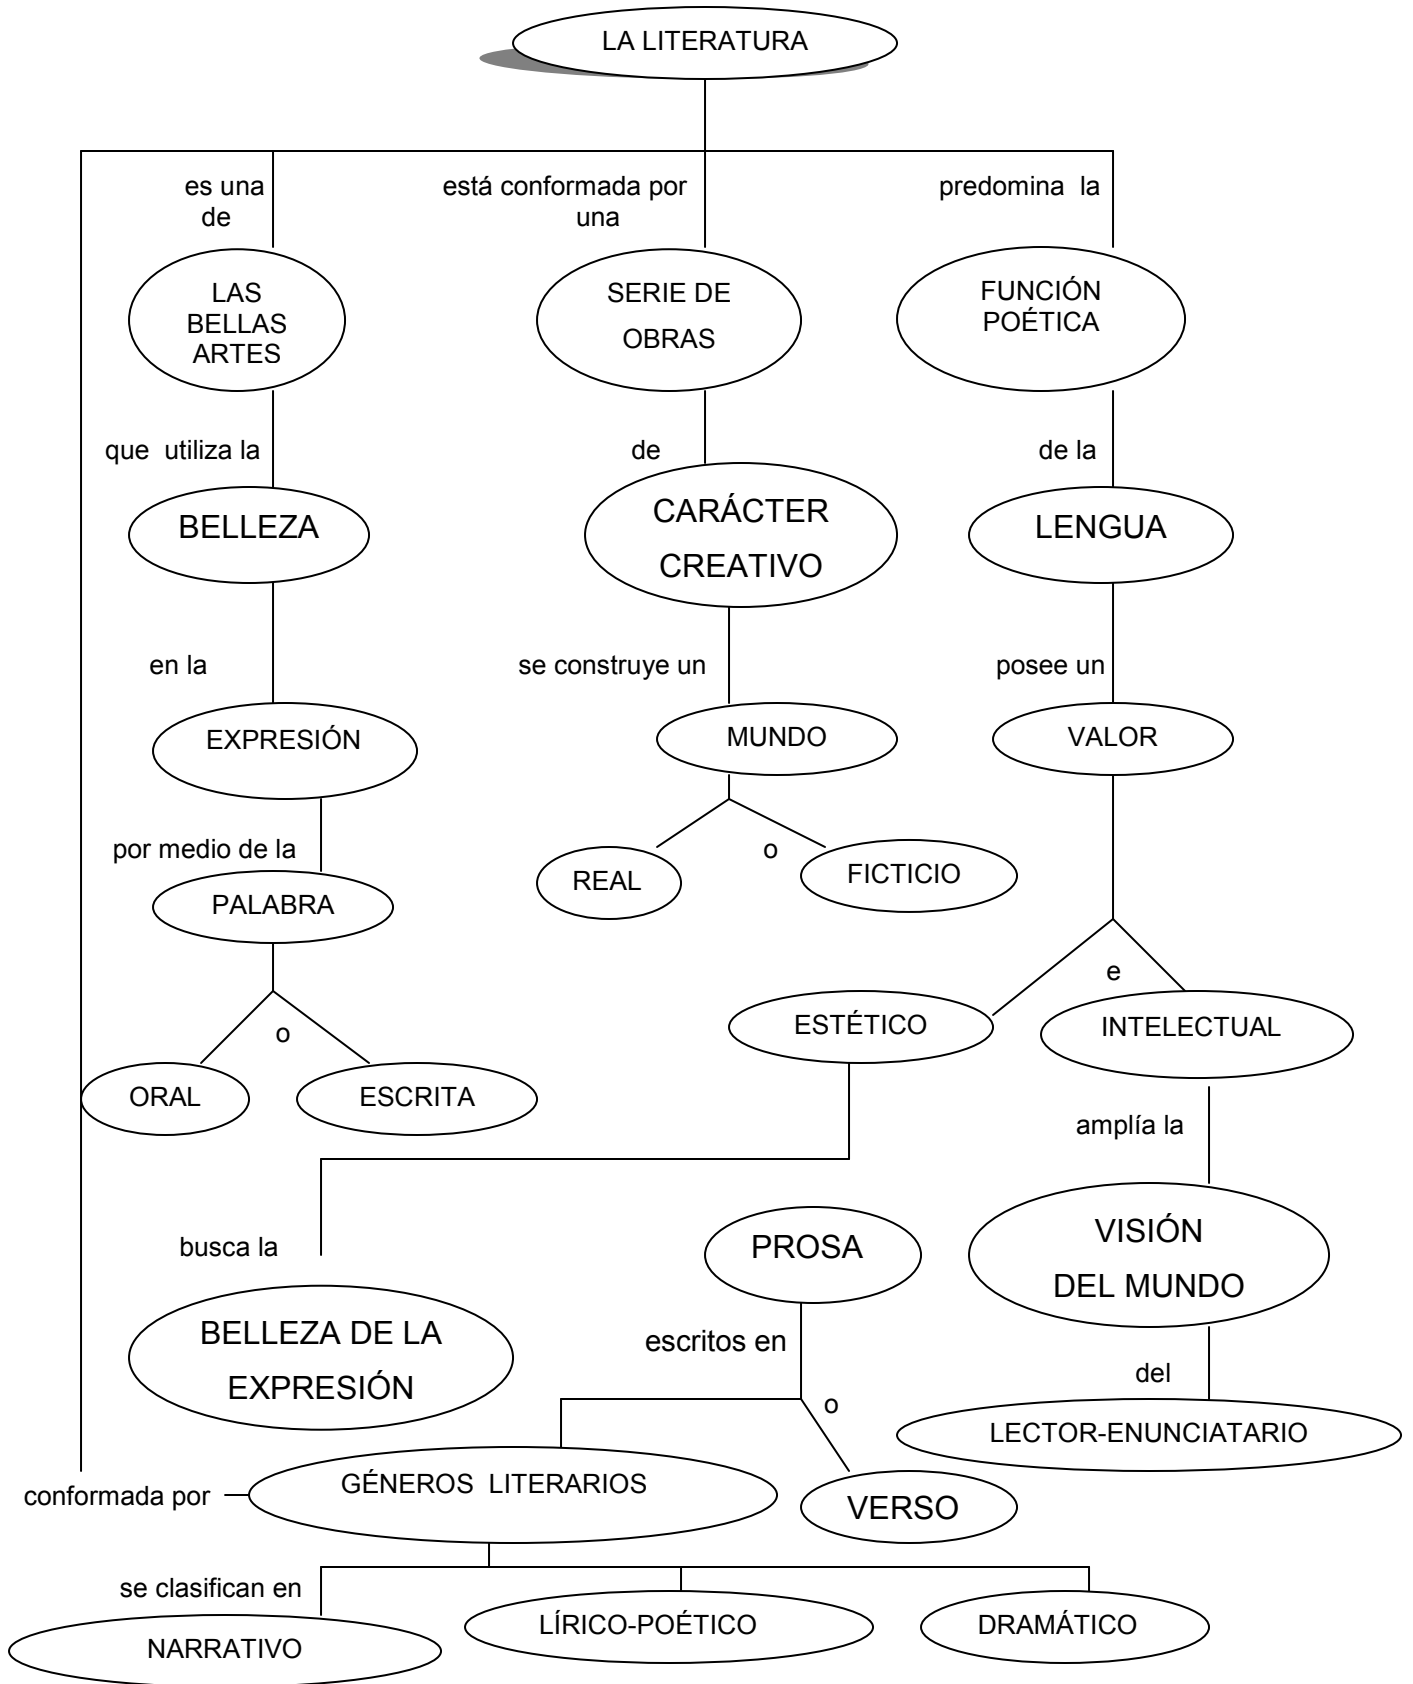 LA LITERATURA
es una
de
está conformada por
una
predomina  la
LAS
BELLAS
ARTES
SERIE DE
OBRAS
FUNCIÓN
POÉTICA
que  utiliza la
de
de la
BELLEZA
CARÁCTER
CREATIVO
LENGUA
en la
se construye un
posee un
EXPRESIÓN
MUNDO
VALOR
por medio de la
o
REAL
FICTICIO
PALABRA
e
ESTÉTICO
INTELECTUAL
o
ORAL
ESCRITA
amplía la
busca la
PROSA
VISIÓN
DEL MUNDO
BELLEZA DE LA
EXPRESIÓN
escritos en
del
o
LECTOR-ENUNCIATARIO
conformada por
GÉNEROS  LITERARIOS
VERSO
se clasifican en
NARRATIVO
LÍRICO-POÉTICO
DRAMÁTICO